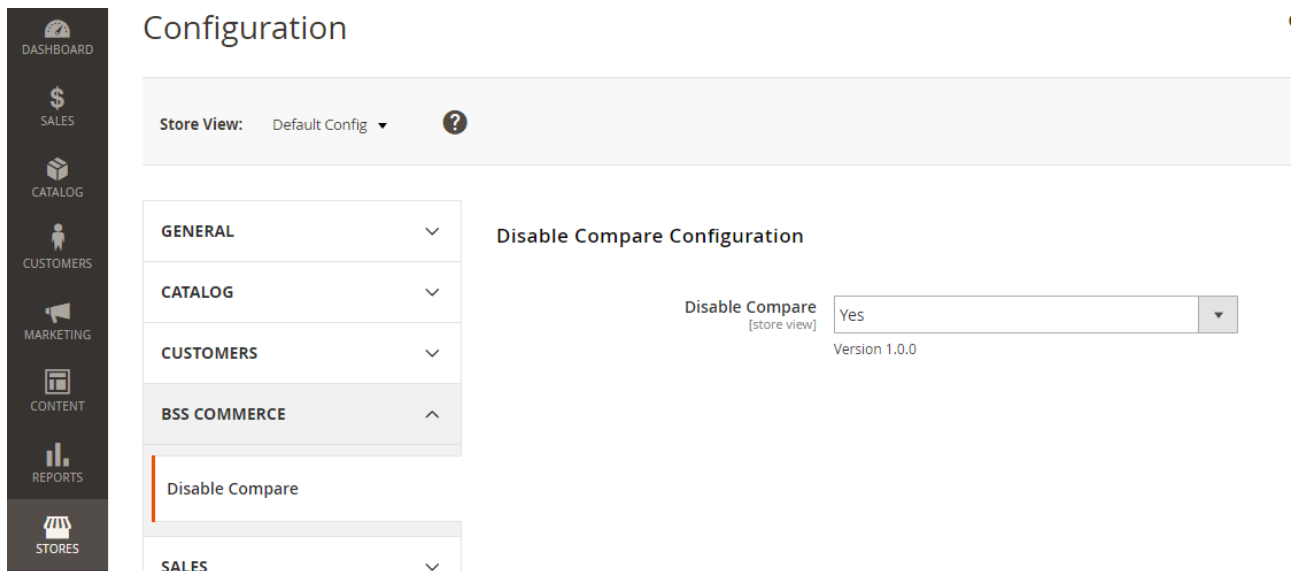 Configuration
DASHBOARD
SALES
CATALOG
CUSTOMERS
MARKETING
CONTENT
REPORTS
STORES
Store View: Default Config
GENERAL
CATALOG
CUSTOMERS
BSS COMMERCE
Disable Compare
SALES
Disable Compare Configuration
Disable Compare Yes
[store view]
Version 1.0.0